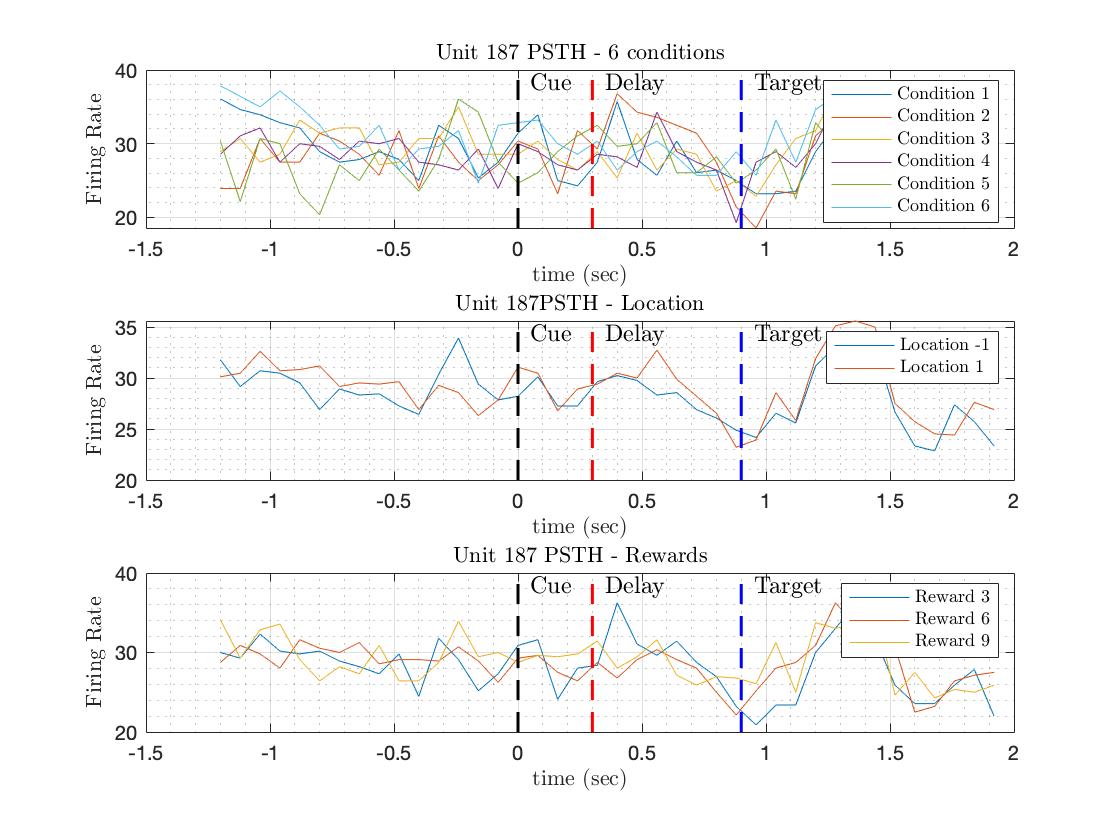 Unit 187 PSTH - 6 conditions
40
30
20
Firing Rate
Cue
Delay
Target
Condition 1
Condition 2
Condition 3
Condition 4
Condition 5
Condition 6
-1.5 -1 -0.5 0 0.5 1 1.5 2
time (sec)
Unit 187PSTH - Location
35
30
25
20
Firing Rate
Cue
Delay
Target
Location -1
Location 1
-1.5 -1 -0.5 0 0.5 1 1.5 2
time (sec)
Unit 187 PSTH - Rewards
40
30
20
Firing Rate
Cue
Delay
Target
Reward 3
Reward 6
Reward 9
-1.5 -1 -0.5 0 0.5 1 1.5 2
time (sec)